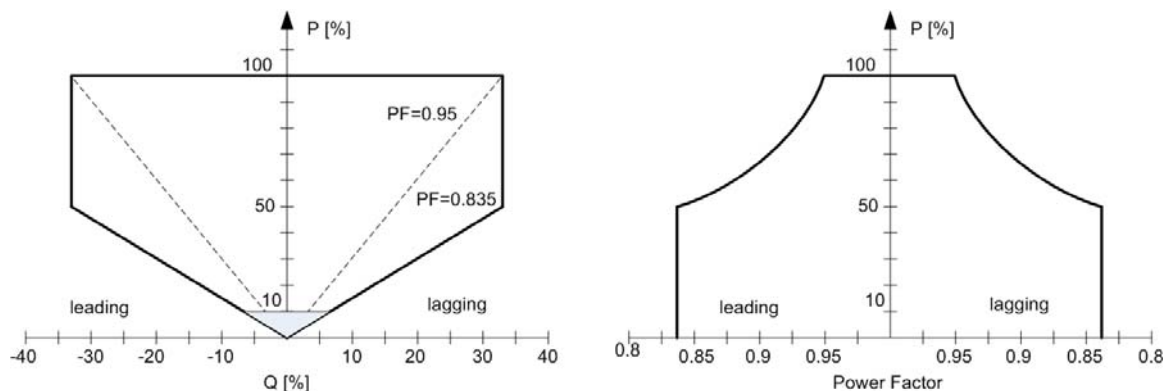 P [%]
100
PF=0.95
PF=0.835
50
10
leading
lagging
-40 -30 -20 -10 10 20 30 40
Q [%]
P [%]
100
50
10
leading
lagging
0.8 0.85 0.9 0.95 0.95 0.9 0.85 0.8
Power Factor